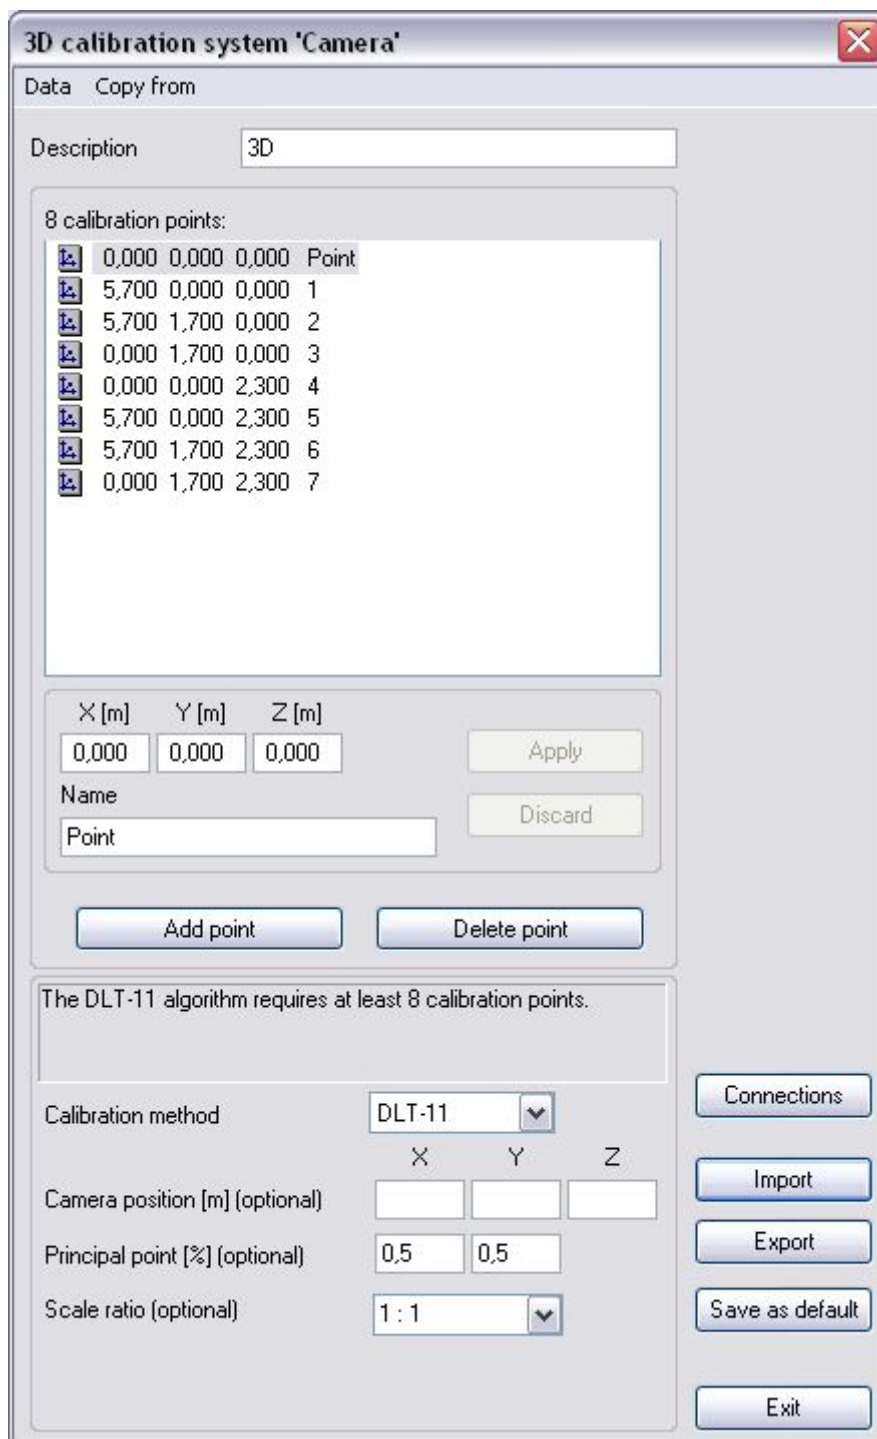 3D calibration system 'Camera'
Data Copy from
Description 3D
8 calibration points:
0,000 0,000 0,000 Point
5,700 0,000 0,000 1
5,700 1,700 0,000 2
0,000 1,700 0,000 3
0,000 0,000 2,300 4
5,700 0,000 2,300 5
5,700 1,700 2,300 6
0,000 1,700 2,300 7
X [m] Y [m] Z [m]
0,000 0,000 0,000
Apply
Name
Discard
Point
Add point Delete point
The DLT-11 algorithm requires at least 8 calibration points.
Connections
Calibration method DLT-11
X Y Z
Import
Camera position [m] (optional)
Export
Principal point [%] (optional) 0,5 0,5
Scale ratio (optional) 1 : 1
Save as default
Exit